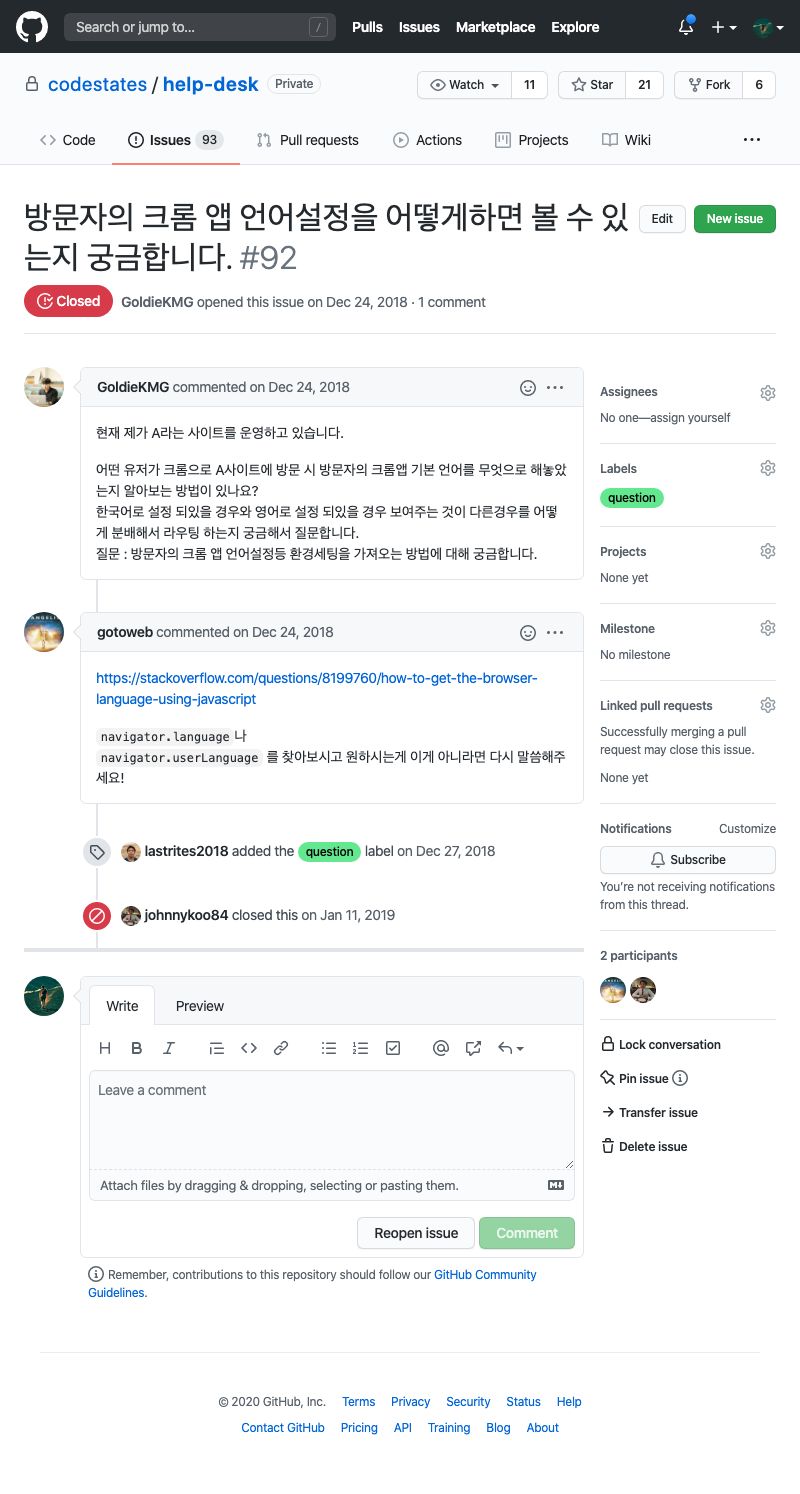 Search or jump to... /
Pulls Issues Marketplace Explore
codestates / help-desk Private
Watch 11 Star 21 Fork 6
Code Issues 93 Pull requests Actions Projects Wiki ...
방문자의 크롬 앱 언어설정을 어떻게하면 볼 수 있
는지 궁금합니다. #92
Edit New issue
Closed GoldieKMG opened this issue on Dec 24, 2018 · 1 comment
GoldieKMG commented on Dec 24, 2018
현재 제가 A라는 사이트를 운영하고 있습니다.
어떤 유저가 크롬으로 A사이트에 방문 시 방문자의 크롬앱 기본 언어를 무엇으로 해놓았
는지 알아보는 방법이 있나요?
한국어로 설정 되있을 경우와 영어로 설정 되있을 경우 보여주는 것이 다른경우를 어떻
게 분배해서 라우팅 하는지 궁금해서 질문합니다.
질문 : 방문자의 크롬 앱 언어설정등 환경세팅을 가져오는 방법에 대해 궁금합니다.
gotoweb commented on Dec 24, 2018
https://stackoverflow.com/questions/8199760/how-to-get-the-browser-
language-using-javascript
navigator.language 나
navigator.userLanguage 를 찾아보시고 원하시는게 이게 아니라면 다시 말씀해주
세요!
lastrites2018 added the question label on Dec 27, 2018
johnnykoo84 closed this on Jan 11, 2019
Write Preview
H B I
Leave a comment
Attach files by dragging & dropping, selecting or pasting them.
Reopen issue Comment
Remember, contributions to this repository should follow our GitHub Community
Guidelines.
Assignees
No one—assign yourself
Labels
question
Projects
None yet
Milestone
No milestone
Linked pull requests
Successfully merging a pull
request may close this issue.
None yet
Notifications Customize
Subscribe
You're not receiving notifications
from this thread.
2 participants
Lock conversation
Pin issue
Transfer issue
Delete issue
© 2020 GitHub, Inc. Terms Privacy Security Status Help
Contact GitHub Pricing API Training Blog About